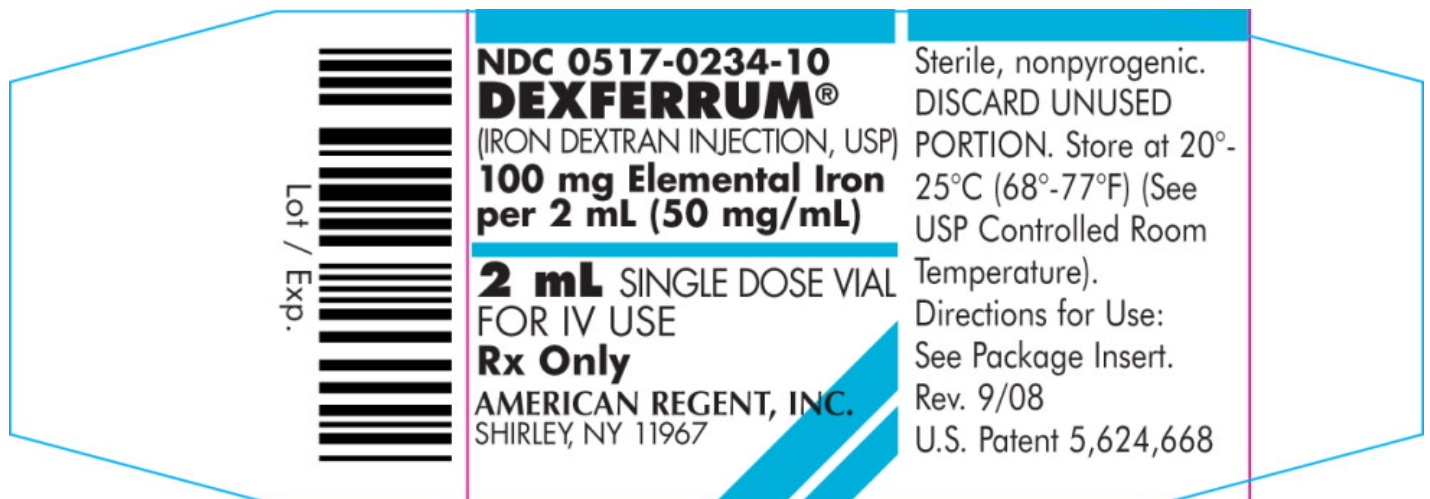 Lot / Exp.
NDC 0517-0234-10
DEXFERRUM®
(IRON DEXTRAN INJECTION, USP)
100 mg Elemental Iron
per 2 mL (50 mg/mL)
2 mL SINGLE DOSE VIAL
FOR IV USE
Rx Only
AMERICAN REGENT, INC.
SHIRLEY, NY 11967
Sterile, nonpyrogenic.
DISCARD UNUSED
PORTION. Store at 20°-
25°C (68°-77°F) (See
USP Controlled Room
Temperature).
Directions for Use:
See Package Insert.
Rev. 9/08
U.S. Patent 5,624,668